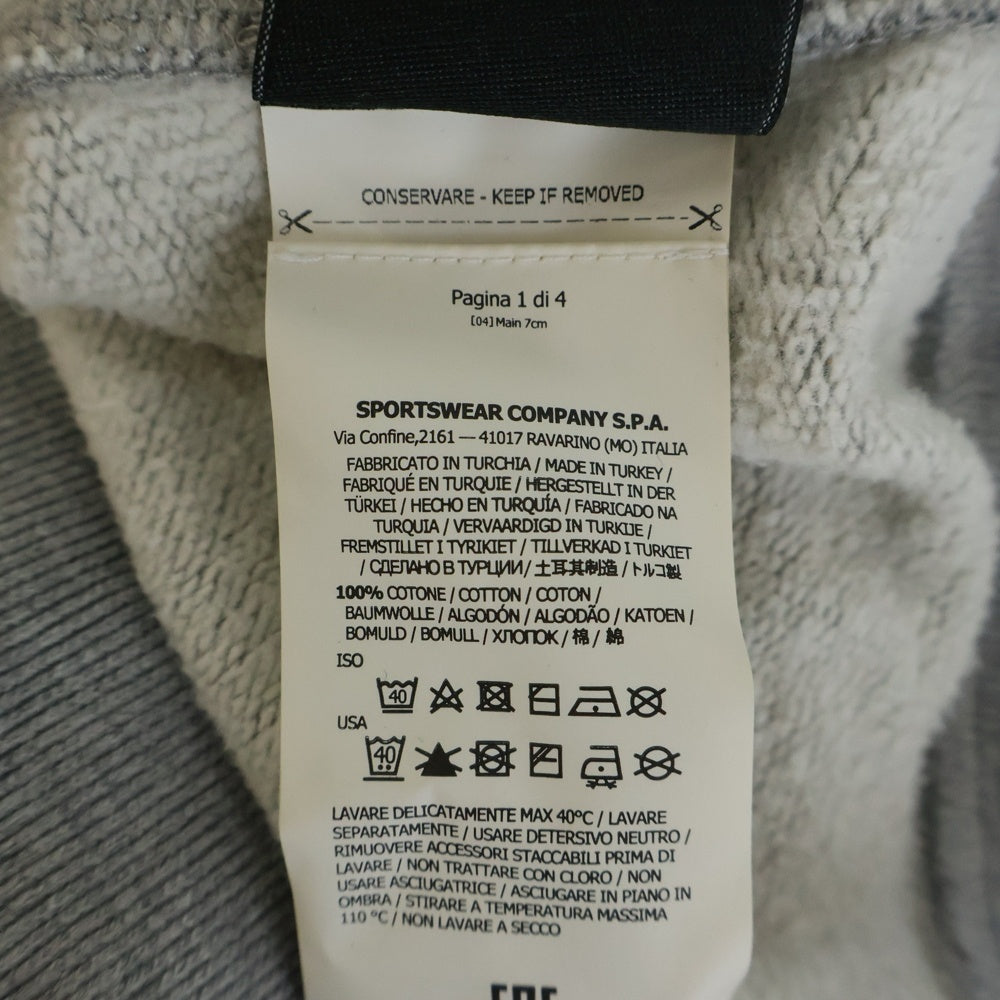 CONSERVARE - KEEP IF REMOVED
Pagina 1 di 4
[04] Main 7cm
SPORTSWEAR COMPANY S.P.A.
Via Confine,2161 — 41017 RAVARINO (MO) ITALIA
FABBRICATO IN TURCHIA / MADE IN TURKEY /
FABRIQUÉ EN TURQUIE / HERGESTELLT IN DER
TÜRKEI / HECHO EN TURQUÍA / FABRICADO NA
TURQUIA / VERVAARDIGD IN TURKIJE /
FREMSTILLET I TYRIKIET / TILLVERKAD I TURKIET
/ СДЕЛАНО В ТУРЦИИ / 土耳其制造 / トルコ製
100% COTONE / COTTON / COTON /
BAUMWOLLE / ALGODÓN / ALGODÃO / KATOEN /
BOMULD / BOMULL / ХЛОПОК / 棉 / 綿
ISO
40
USA
40
LAVARE DELICATAMENTE MAX 40°C / LAVARE
SEPARATAMENTE / USARE DETERSIVO NEUTRO /
RIMUOVERE ACCESSORI STACCABILI PRIMA DI
LAVARE / NON TRATTARE CON CLORO / NON
USARE ASCIUGATRICE / ASCIUGARE IN PIANO IN
OMBRA / STIRARE A TEMPERATURA MASSIMA
110 °C / NON LAVARE A SECCO